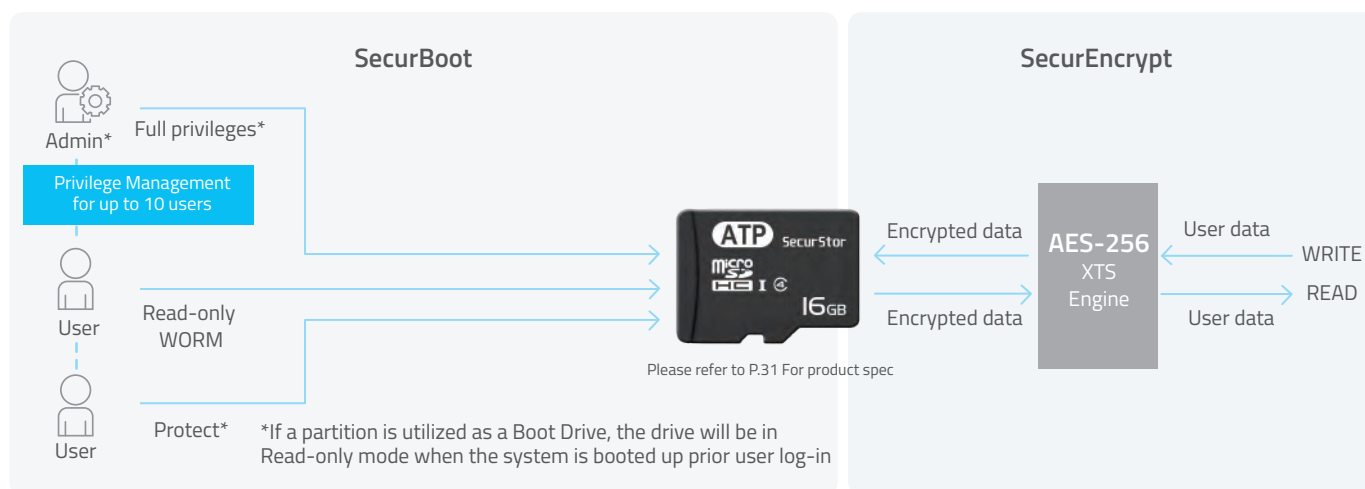 SecurBoot
Admin*
Full privileges*
Privilege Management
for up to 10 users
User
Read-only
WORM
User
Protect*
*If a partition is utilized as a Boot Drive, the drive will be in
Read-only mode when the system is booted up prior user log-in
ATP SecurStor
micro
SD
HC I 4
16GB
Please refer to P.31 For product spec
SecurEncrypt
Encrypted data
Encrypted data
AES-256
XTS
Engine
User data
WRITE
READ
User data